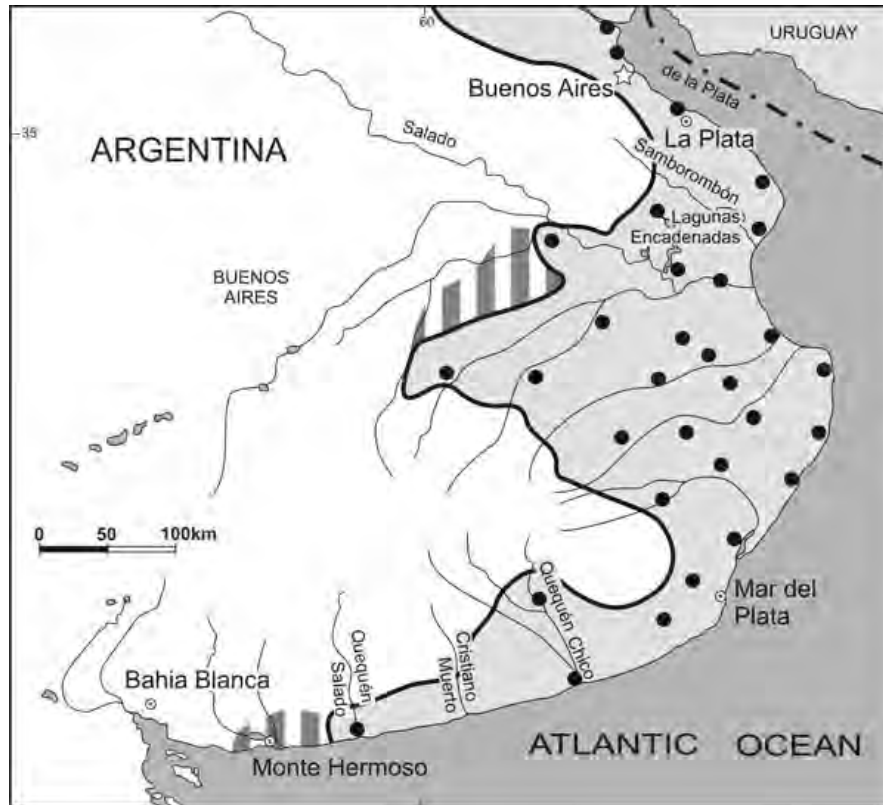 60
URUGUAY
de la Plata
Buenos Aires
35
La Plata
Salado
ARGENTINA
Samborombón
Lagunas
Encadenadas
BUENOS
AIRES
0 50 100km
Quequén Chico
Mar del
Plata
Cristiano
Muerto
Quequén
Salado
Bahia Blanca
ATLANTIC OCEAN
Monte Hermoso
60